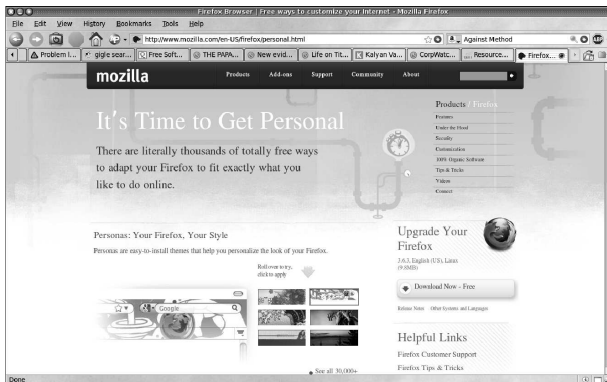 Firefox Browser | Free ways to customize your Internet - Mozilla Firefox
File Edit View History Bookmarks Tools Help
http://www.mozilla.com/en-US/firefox/personal.html
Against Method
Problem l...
gigle sear...
Free Soft...
THE PAPA...
New evid...
Life on Tit...
Kalyan Va...
CorpWatc...
Resource...
Firefox...
mozilla
Products Add-ons Support Community About
It's Time to Get Personal
There are literally thousands of totally free ways
to adapt your Firefox to fit exactly what you
like to do online.
Products / Firefox
Features
Under the Hood
Security
Customization
100% Organic Software
Tips & Tricks
Videos
Connect
Personas: Your Firefox, Your Style
Personas are easy-to-install themes that help you personalize the look of your Firefox.
Roll over to try,
click to apply
Google
See all 30,000+
Upgrade Your
Firefox
3.6.3, English (US), Linux
(9.8MB)
Download Now - Free
Release Notes Other Systems and Languages
Helpful Links
Firefox Customer Support
Firefox Tips & Tricks
Done